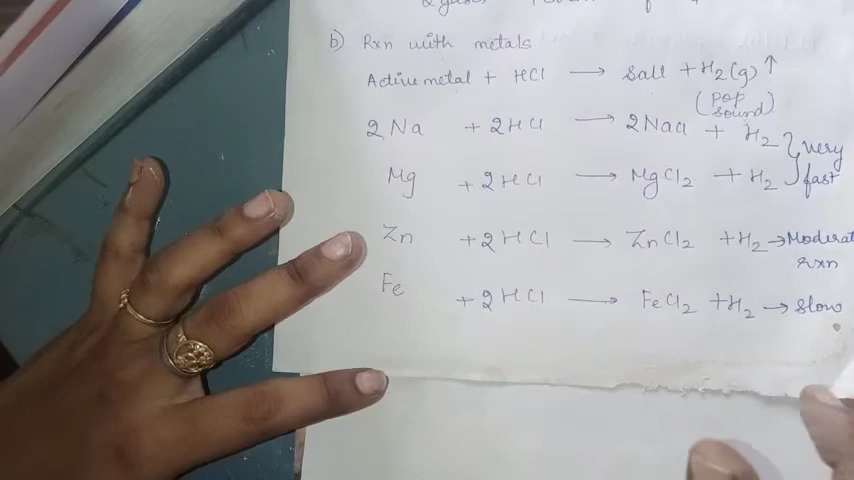 b) Rxn with metals
Active metal + HCl → Salt + H₂(g) ↑
(pop sound)
2Na + 2HCl → 2NaCl + H₂ } very fast
Mg + 2HCl → MgCl₂ + H₂
Zn + 2HCl → ZnCl₂ + H₂ → Moderat
rxn
Fe + 2HCl → FeCl₂ + H₂ → Slow